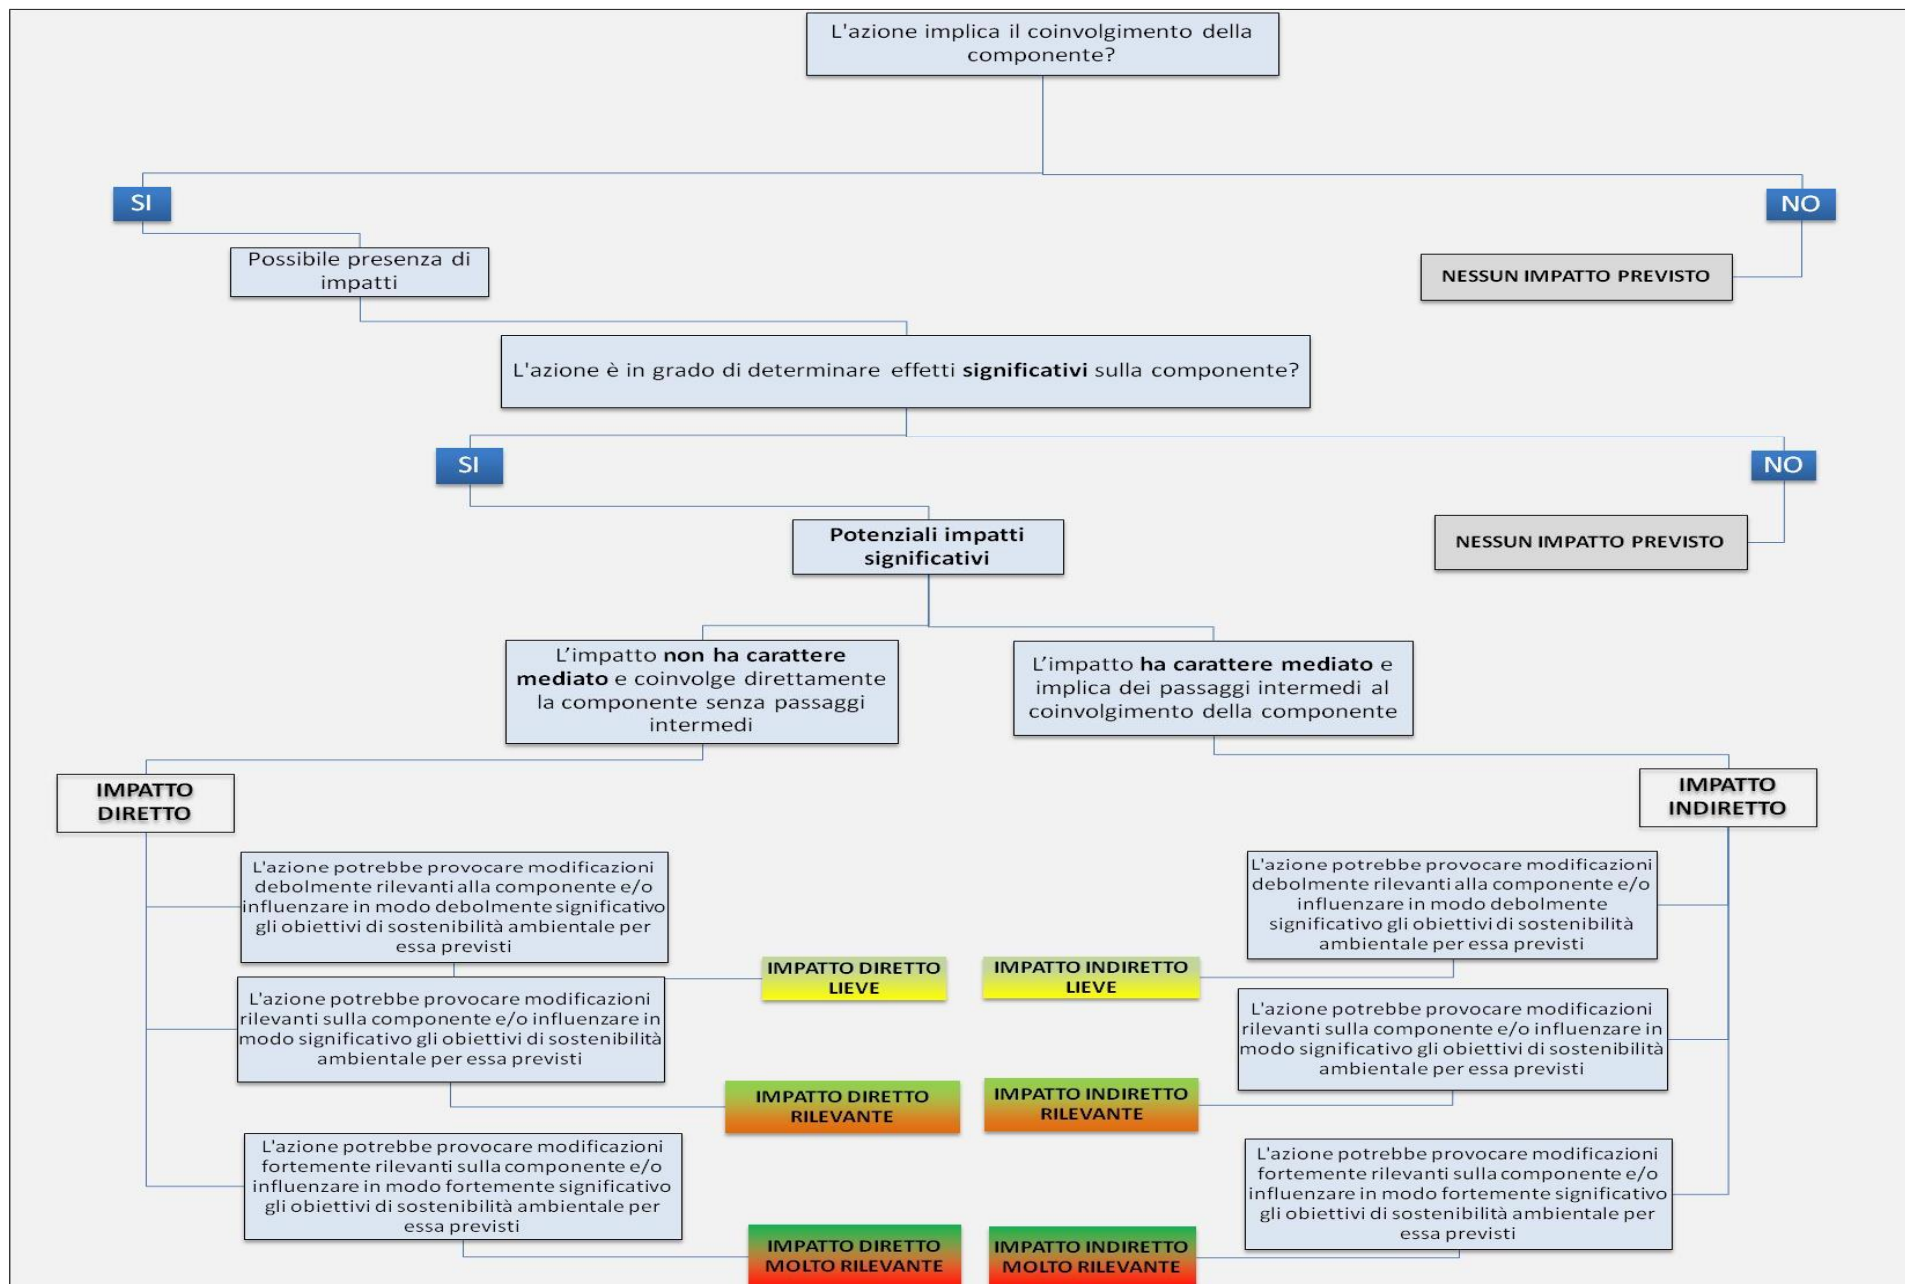 L'azione implica il coinvolgimento della
componente?
SI
NO
Possibile presenza di
impatti
NESSUN IMPATTO PREVISTO
L'azione è in grado di determinare effetti significativi sulla componente?
SI
NO
Potenziali impatti
significativi
NESSUN IMPATTO PREVISTO
L’impatto non ha carattere
mediato e coinvolge direttamente
la componente senza passaggi
intermedi
L’impatto ha carattere mediato e
implica dei passaggi intermedi al
coinvolgimento della componente
IMPATTO
DIRETTO
IMPATTO
INDIRETTO
L'azione potrebbe provocare modificazioni
debolmente rilevanti alla componente e/o
influenzare in modo debolmente significativo
gli obiettivi di sostenibilità ambientale per
essa previsti
L'azione potrebbe provocare modificazioni
debolmente rilevanti alla componente e/o
influenzare in modo debolmente
significativo gli obiettivi di sostenibilità
ambientale per essa previsti
IMPATTO DIRETTO
LIEVE
IMPATTO INDIRETTO
LIEVE
L'azione potrebbe provocare modificazioni
rilevanti sulla componente e/o influenzare in
modo significativo gli obiettivi di sostenibilità
ambientale per essa previsti
L'azione potrebbe provocare modificazioni
rilevanti sulla componente e/o influenzare in
modo significativo gli obiettivi di sostenibilità
ambientale per essa previsti
IMPATTO DIRETTO
RILEVANTE
IMPATTO INDIRETTO
RILEVANTE
L'azione potrebbe provocare modificazioni
fortemente rilevanti sulla componente e/o
influenzare in modo fortemente significativo
gli obiettivi di sostenibilità ambientale per
essa previsti
L'azione potrebbe provocare modificazioni
fortemente rilevanti sulla componente e/o
influenzare in modo fortemente significativo
gli obiettivi di sostenibilità ambientale per
essa previsti
IMPATTO DIRETTO
MOLTO RILEVANTE
IMPATTO INDIRETTO
MOLTO RILEVANTE